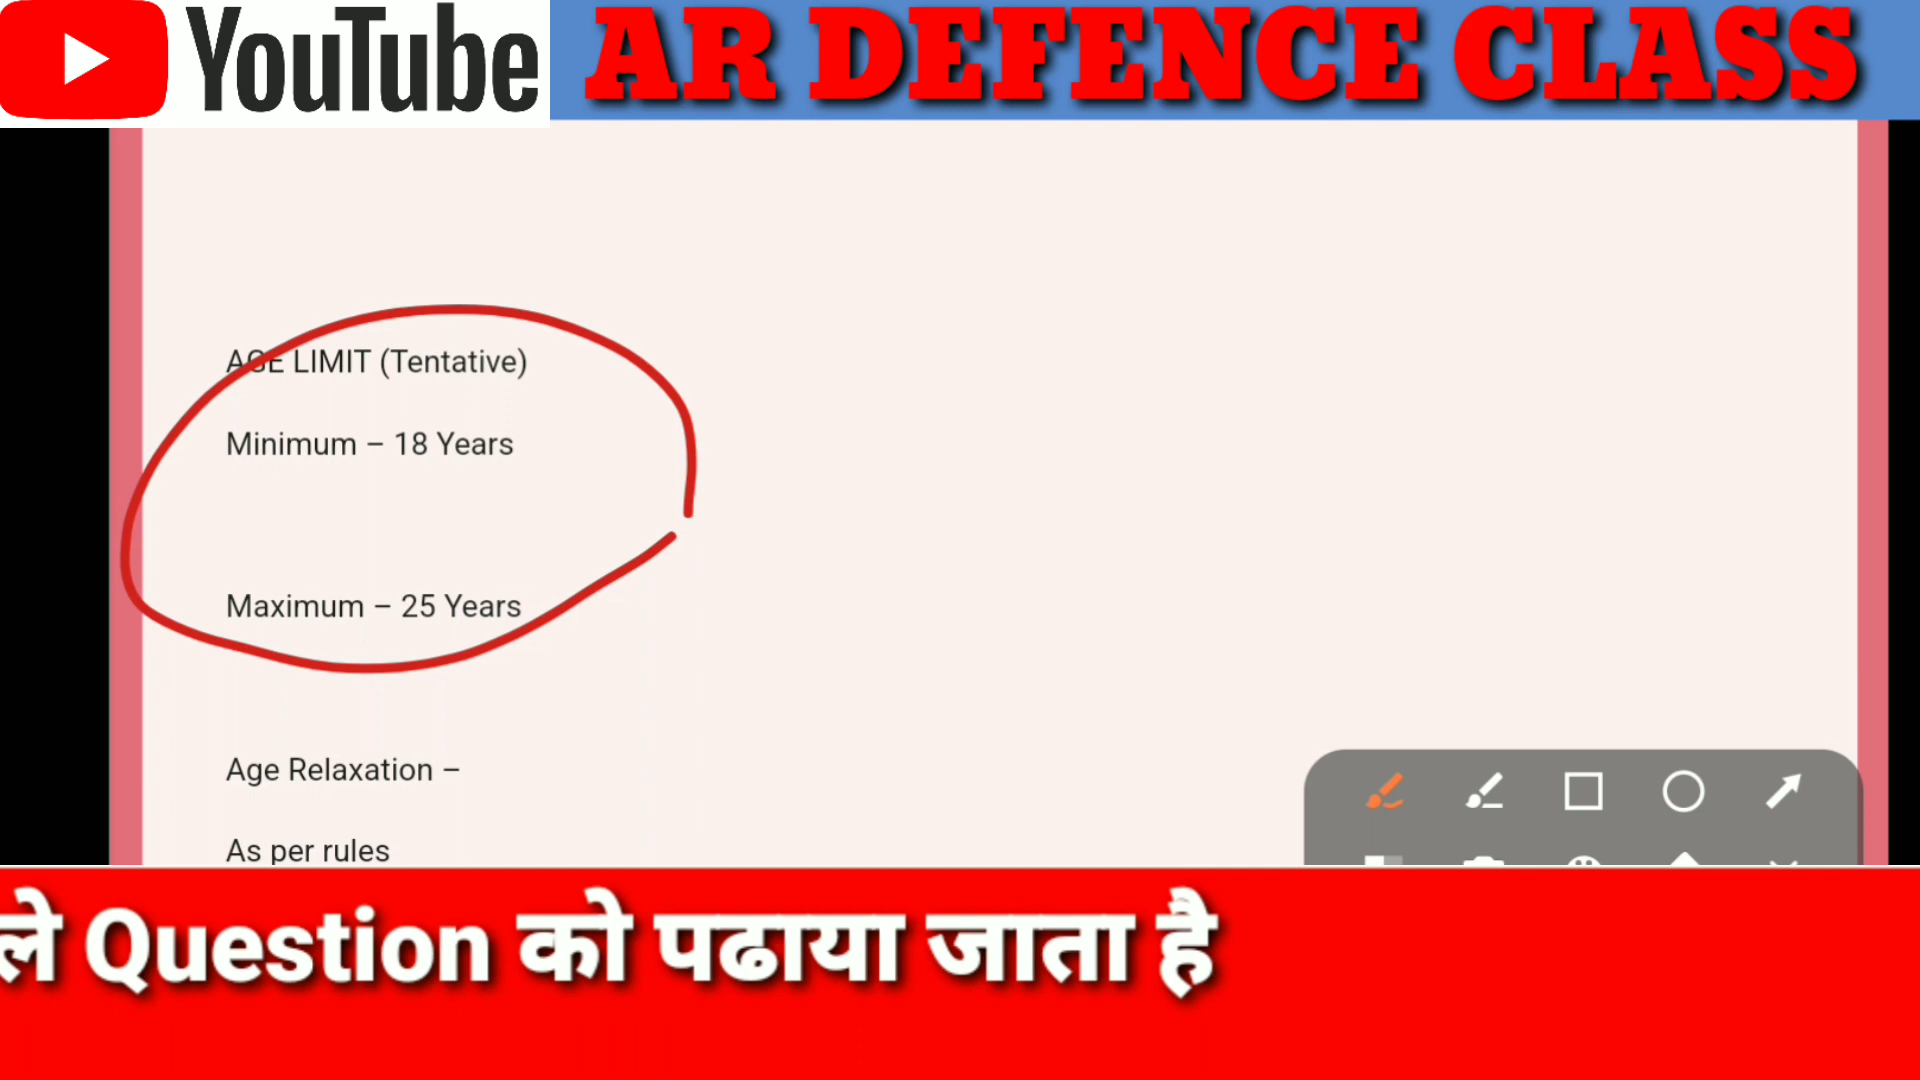 YouTube AR DEFENCE CLASS
AGE LIMIT (Tentative)
Minimum – 18 Years
Maximum – 25 Years
Age Relaxation –
As per rules
ले Question को पढाया जाता है